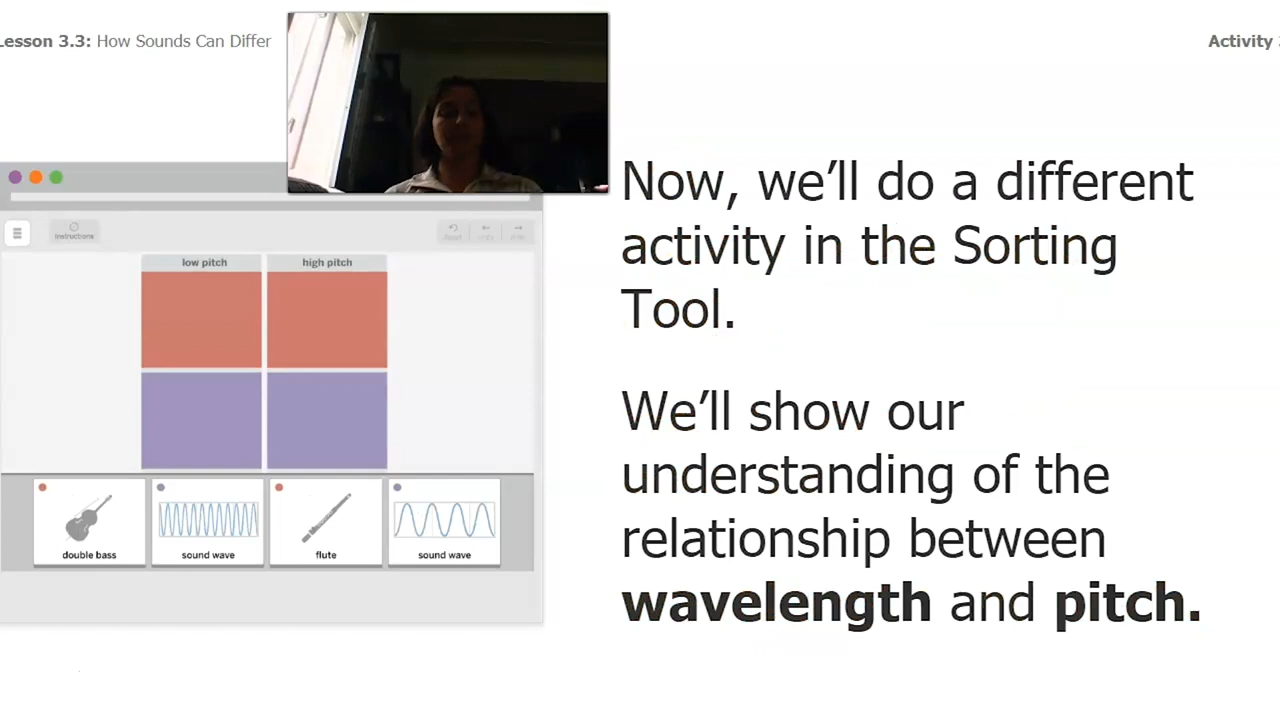 Lesson 3.3: How Sounds Can Differ
Activity
Now, we'll do a different
activity in the Sorting
Tool.
We'll show our
understanding of the
relationship between
wavelength and pitch.
Instructions
low pitch
high pitch
double bass
sound wave
flute
sound wave